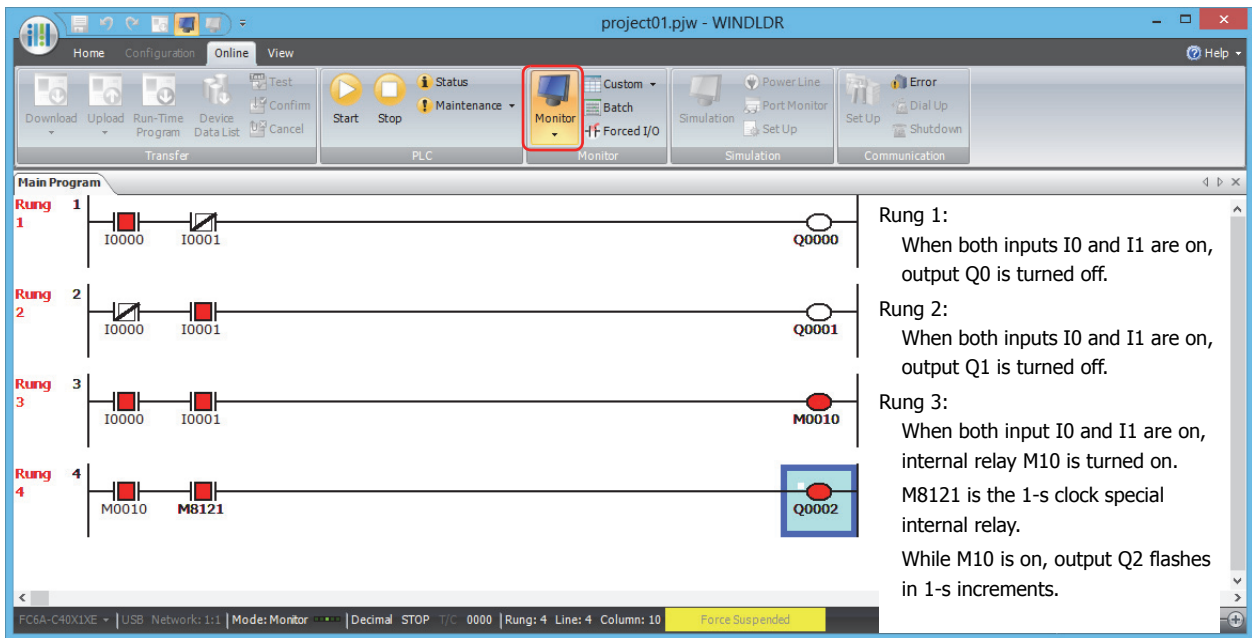 project01.pjw - WINDLDR
Home Configuration Online View Help
Download Upload Run-Time Program Device Data List Test Confirm Cancel
Transfer
Start Stop Status Maintenance
PLC
Monitor Custom Batch Forced I/O
Monitor
Simulation Power Line Port Monitor Set Up
Simulation
Set Up Error Dial Up Shutdown
Communication
Main Program
Rung 1
1
I0000 I0001 Q0000
Rung 2
2
I0000 I0001 Q0001
Rung 3
3
I0000 I0001 M0010
Rung 4
4
M0010 M8121 Q0002
Rung 1:
When both inputs I0 and I1 are on,
output Q0 is turned off.
Rung 2:
When both inputs I0 and I1 are on,
output Q1 is turned off.
Rung 3:
When both input I0 and I1 are on,
internal relay M10 is turned on.
M8121 is the 1-s clock special
internal relay.
While M10 is on, output Q2 flashes
in 1-s increments.
FC6A-C40X1XE USB Network: 1:1 Mode: Monitor Decimal STOP T/C 0000 Rung: 4 Line: 4 Column: 10 Force Suspended